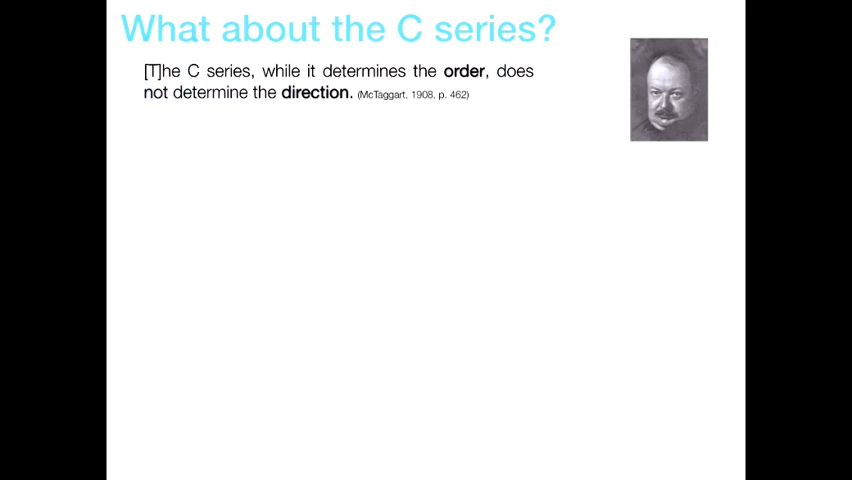 What about the C series?
[T]he C series, while it determines the order, does
not determine the direction. (McTaggart, 1908, p. 462)